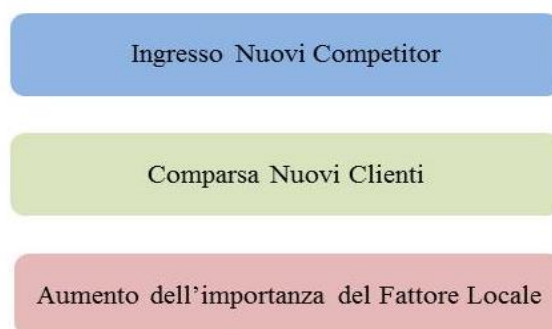 Ingresso Nuovi Competitor
Comparsa Nuovi Clienti
Aumento dell’importanza del Fattore Locale